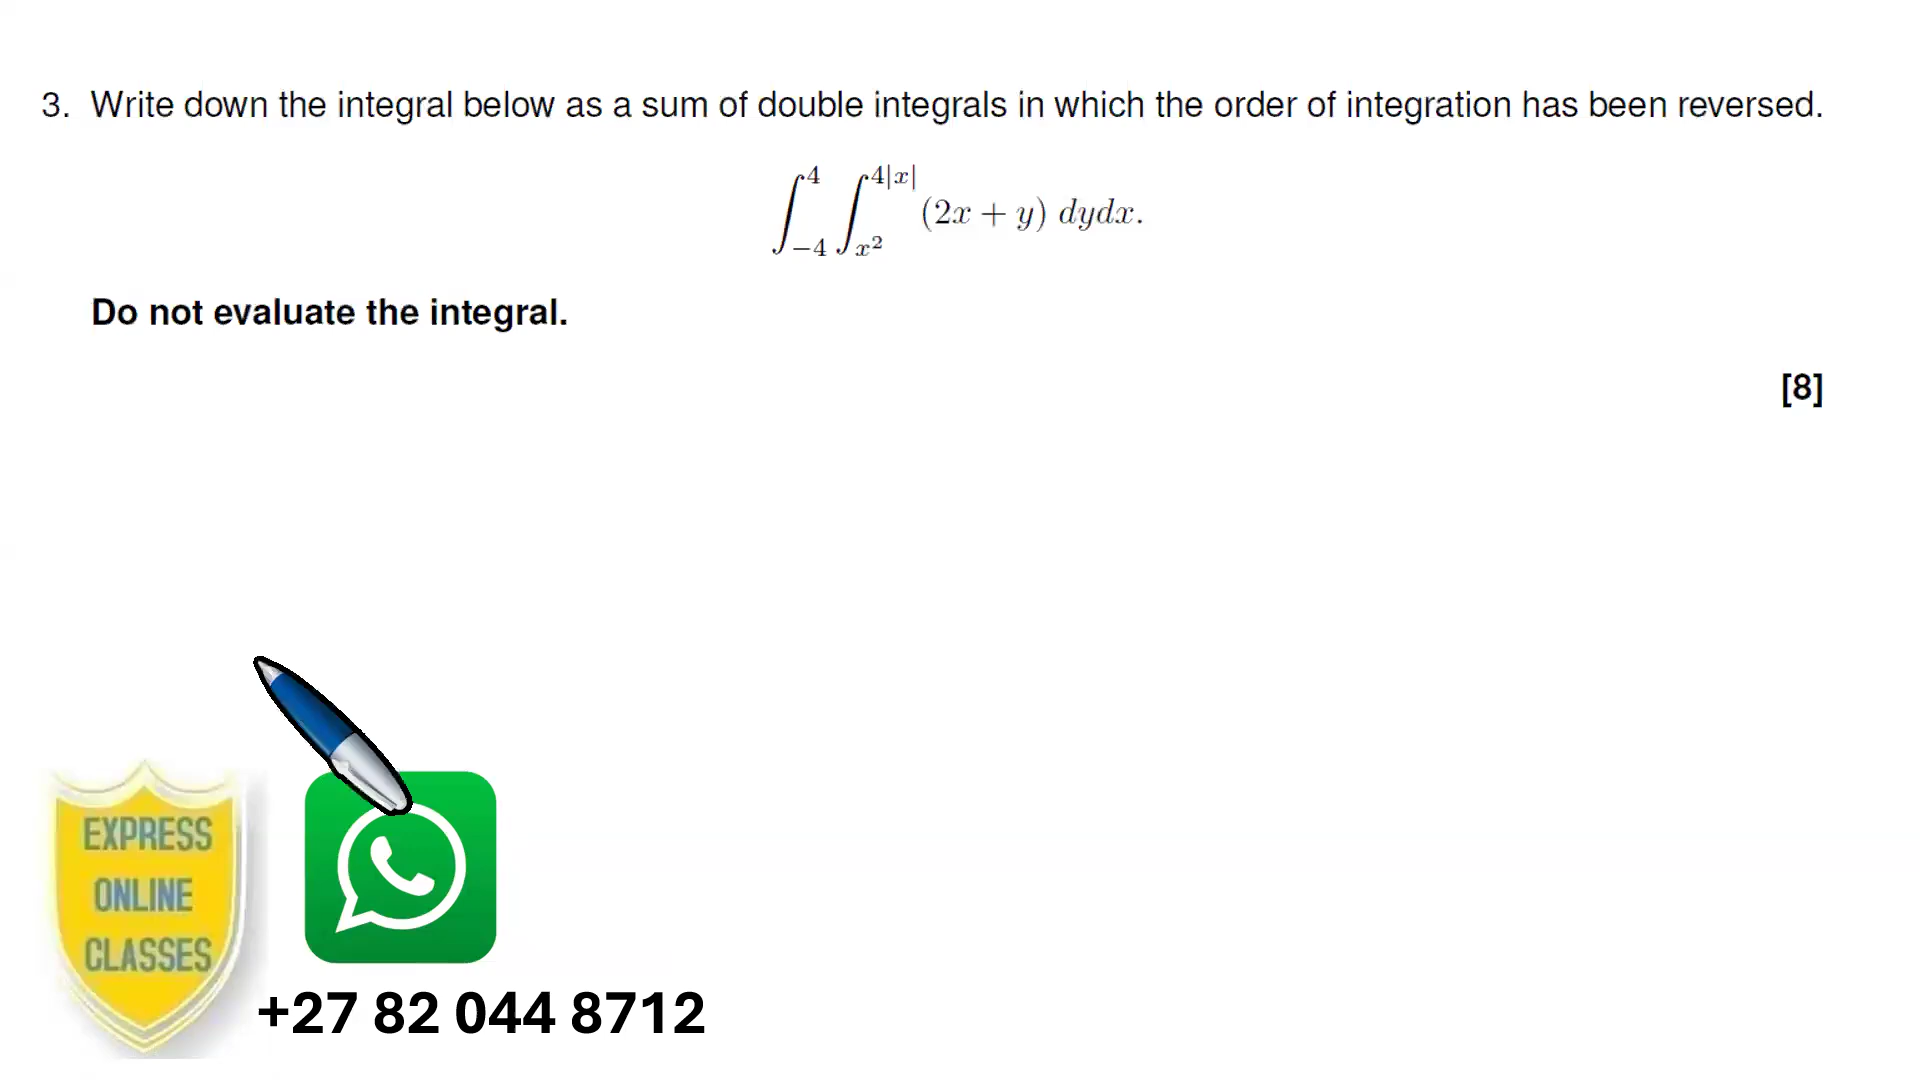 3. Write down the integral below as a sum of double integrals in which the order of integration has been reversed.
∫_{-4}^{4} ∫_{x^2}^{4|x|} (2x + y) dydx.
Do not evaluate the integral.
[8]
EXPRESS
ONLINE
CLASSES
+27 82 044 8712